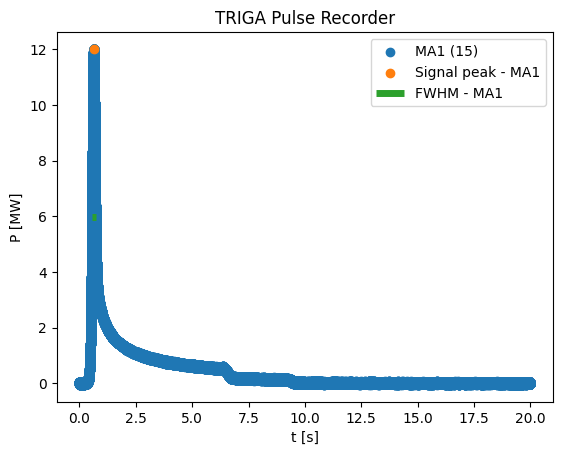 TRIGA Pulse Recorder
MA1 (15)
Signal peak - MA1
FWHM - MA1
P [MW]
12
10
8
6
4
2
0
0.0 2.5 5.0 7.5 10.0 12.5 15.0 17.5 20.0
t [s]